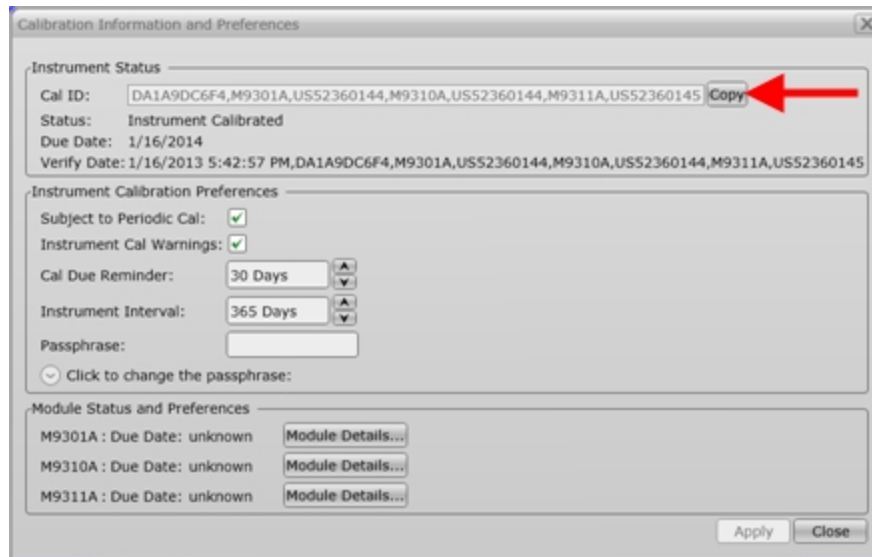 Calibration Information and Preferences
Instrument Status
Cal ID: DA1A9DC6F4,M9301A,US52360144,M9310A,US52360144,M9311A,US52360145 Copy
Status: Instrument Calibrated
Due Date: 1/16/2014
Verify Date: 1/16/2013 5:42:57 PM,DA1A9DC6F4,M9301A,US52360144,M9310A,US52360144,M9311A,US52360145
Instrument Calibration Preferences
Subject to Periodic Cal:
Instrument Cal Warnings:
Cal Due Reminder: 30 Days
Instrument Interval: 365 Days
Passphrase:
Click to change the passphrase:
Module Status and Preferences
M9301A : Due Date: unknown Module Details...
M9310A : Due Date: unknown Module Details...
M9311A : Due Date: unknown Module Details...
Apply Close